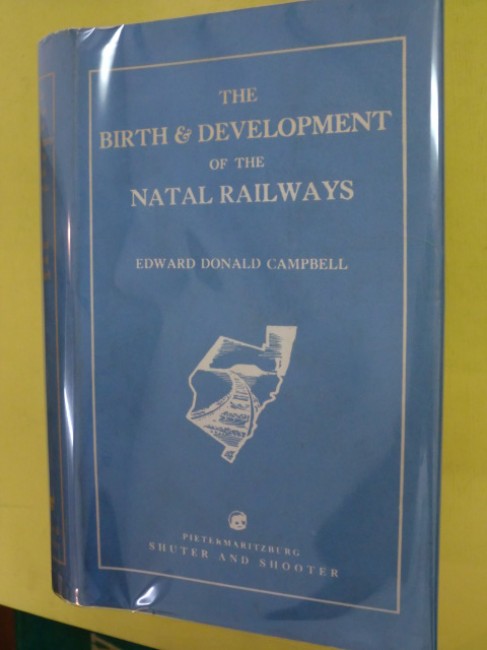 THE
BIRTH & DEVELOPMENT
OF THE
NATAL RAILWAYS
EDWARD DONALD CAMPBELL
PIETERMARITZBURG
SHUTER AND SHOOTER